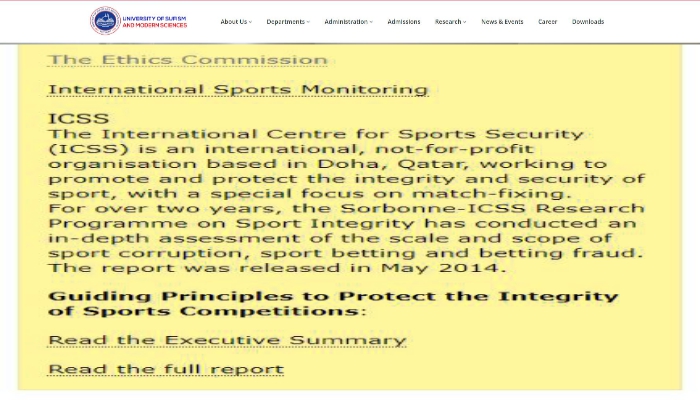 UNIVERSITY OF SUFISM
AND MODERN SCIENCES
About Us
Departments
Administration
Admissions
Research
News & Events
Career
Downloads
The Ethics Commission
International Sports Monitoring
ICSS
The International Centre for Sports Security
(ICSS) is an international, not-for-profit
organisation based in Doha, Qatar, working to
promote and protect the integrity and security of
sport, with a special focus on match-fixing.
For over two years, the Sorbonne-ICSS Research
Programme on Sport Integrity has conducted an
in-depth assessment of the scale and scope of
sport corruption, sport betting and betting fraud.
The report was released in May 2014.
Guiding Principles to Protect the Integrity
of Sports Competitions:
Read the Executive Summary
Read the full report